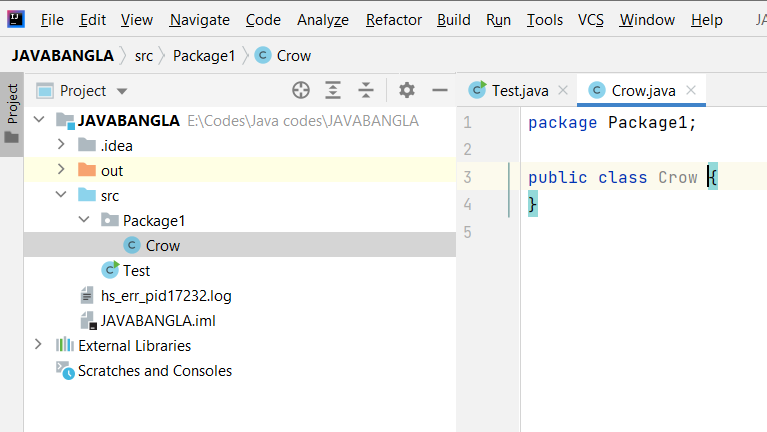 File Edit View Navigate Code Analyze Refactor Build Run Tools VCS Window Help JA
JAVABANGLA src Package1 Crow
Project
Project
Test.java
Crow.java
JAVABANGLA E:\Codes\Java codes\JAVABANGLA
.idea
out
src
Package1
Crow
Test
hs_err_pid17232.log
JAVABANGLA.iml
External Libraries
Scratches and Consoles
1 package Package1;
2
3 public class Crow {
4 }
5